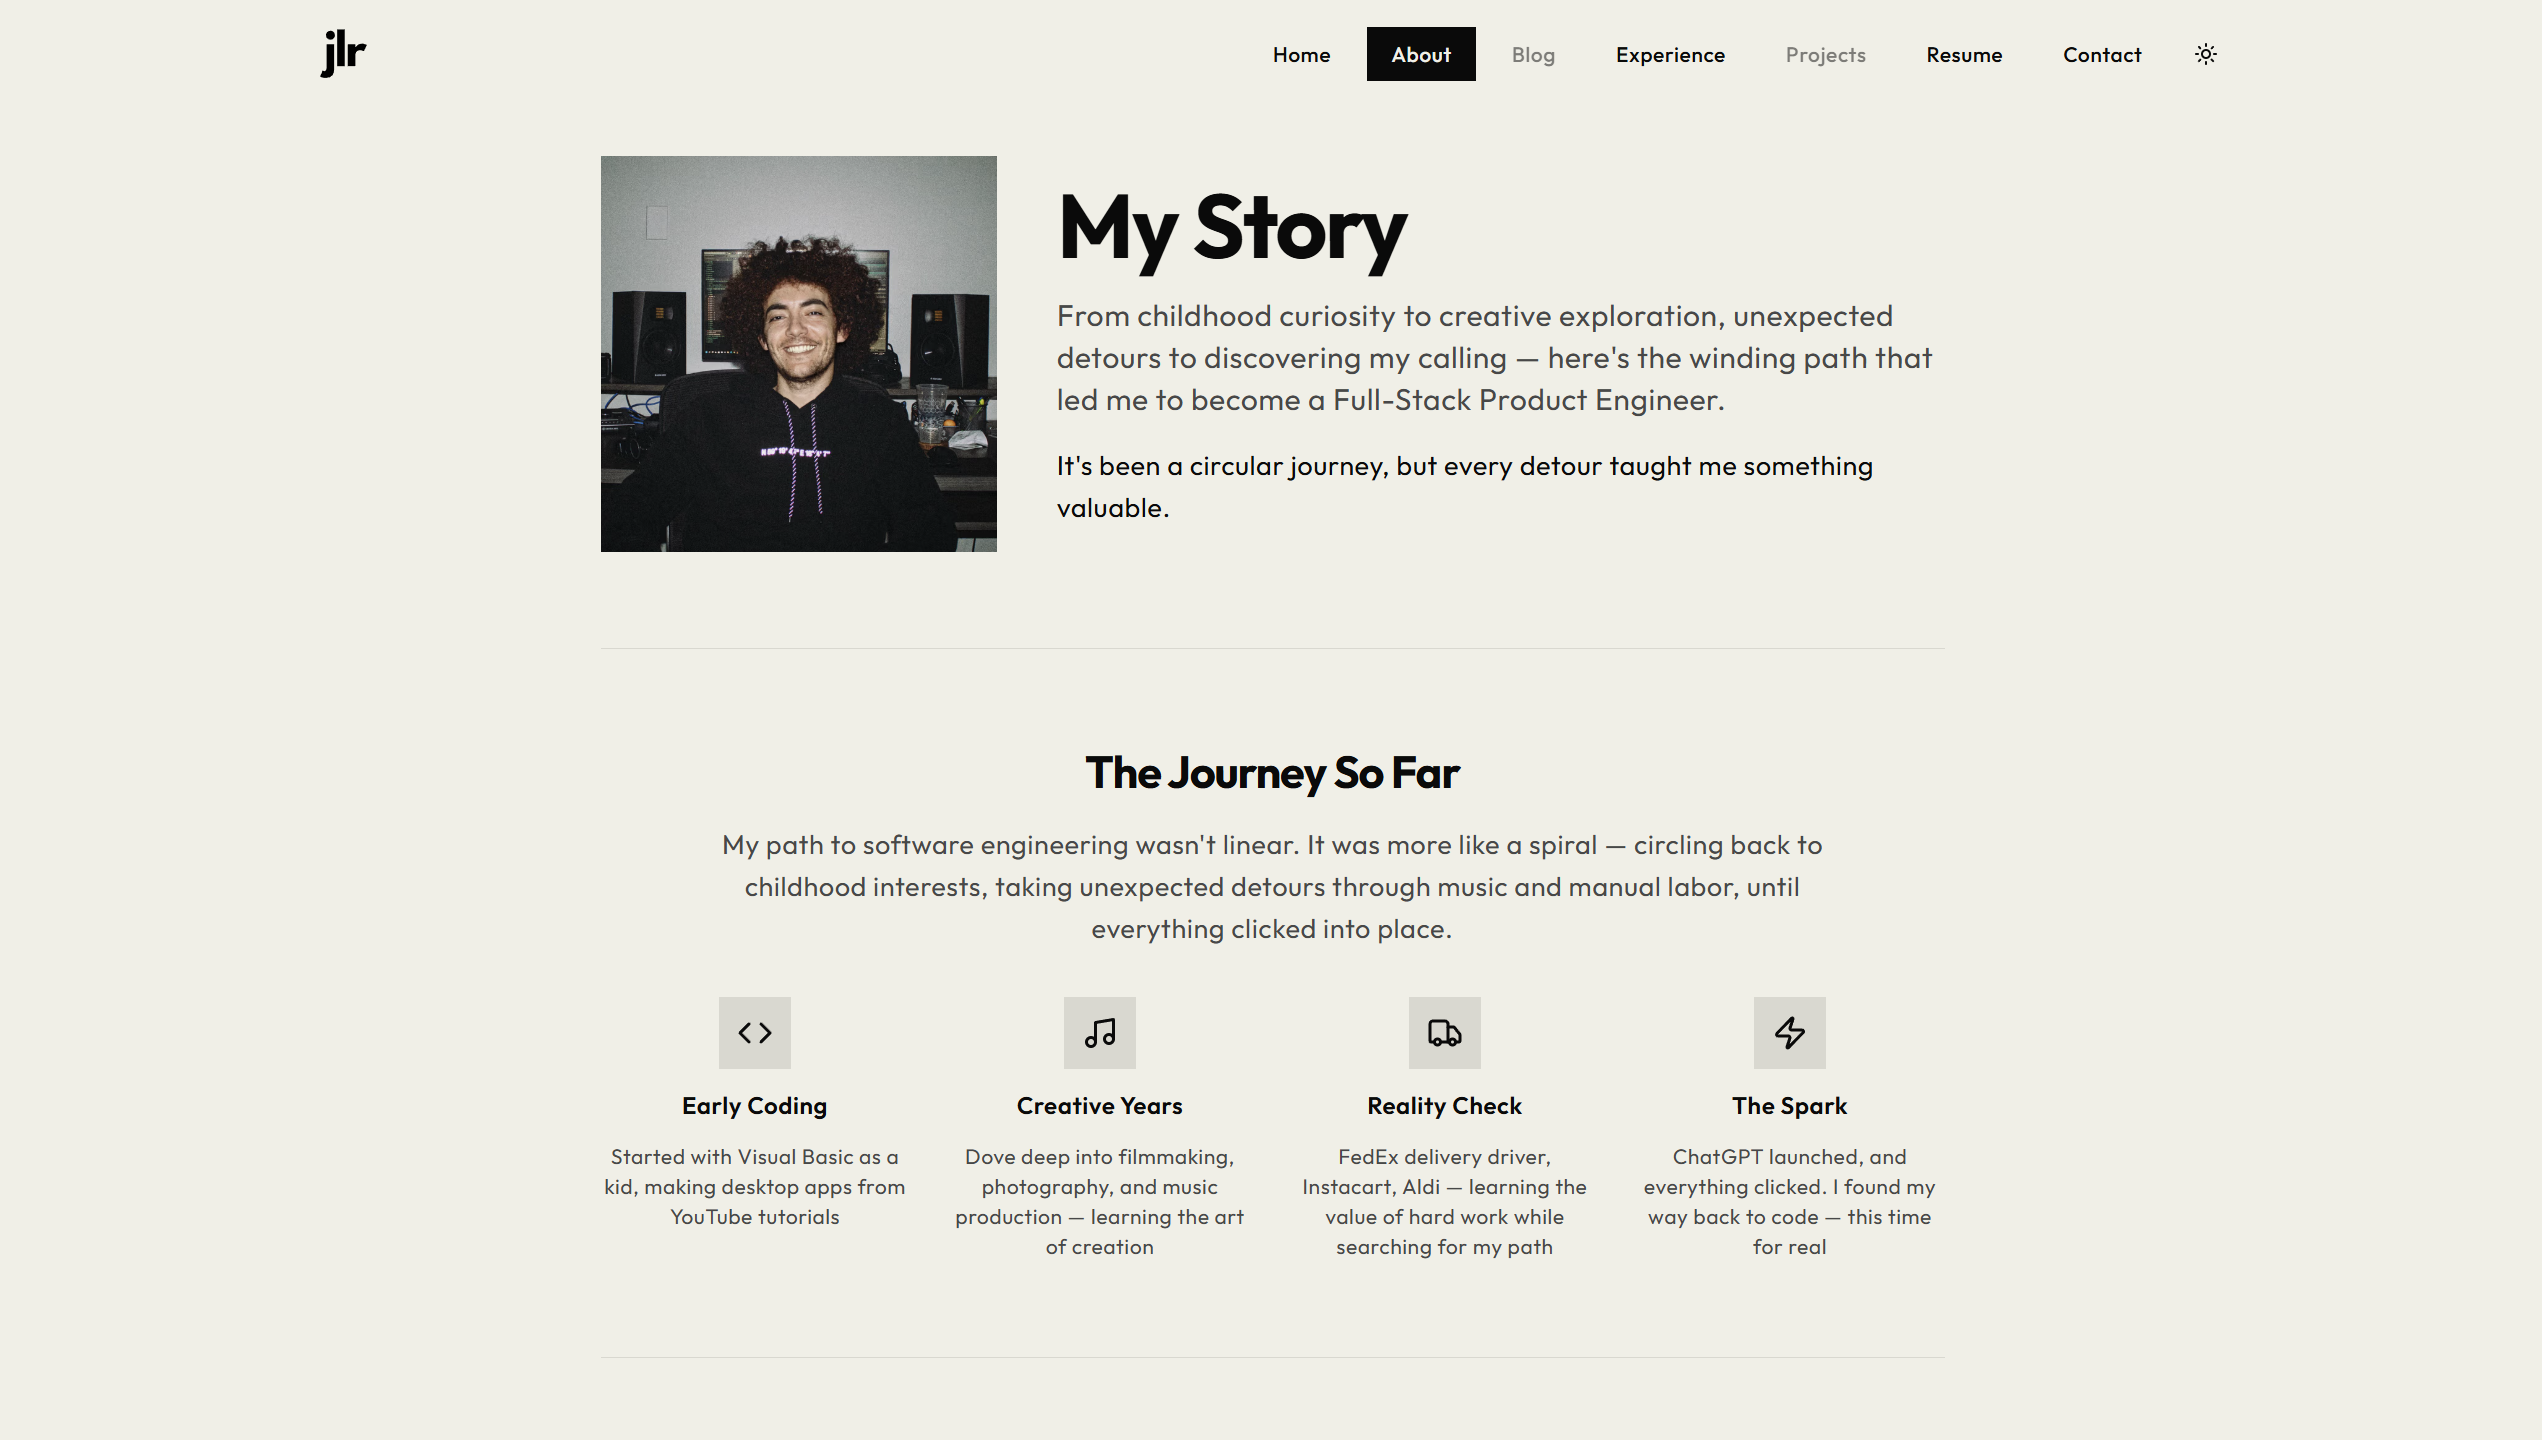 jlr
Home
About
Blog
Experience
Projects
Resume
Contact
My Story
From childhood curiosity to creative exploration, unexpected
detours to discovering my calling — here's the winding path that
led me to become a Full-Stack Product Engineer.
It's been a circular journey, but every detour taught me something
valuable.
The Journey So Far
My path to software engineering wasn't linear. It was more like a spiral — circling back to
childhood interests, taking unexpected detours through music and manual labor, until
everything clicked into place.
Early Coding
Started with Visual Basic as a
kid, making desktop apps from
YouTube tutorials
Creative Years
Dove deep into filmmaking,
photography, and music
production — learning the art
of creation
Reality Check
FedEx delivery driver,
Instacart, Aldi — learning the
value of hard work while
searching for my path
The Spark
ChatGPT launched, and
everything clicked. I found my
way back to code — this time
for real